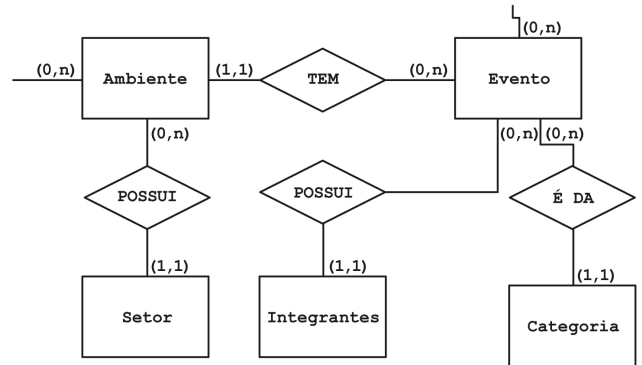 (0,n)
(0,n)
Ambiente
(1,1)
TEM
(0,n)
Evento
(0,n)
(0,n)
(0,n)
POSSUI
POSSUI
É DA
(1,1)
(1,1)
(1,1)
Setor
Integrantes
Categoria